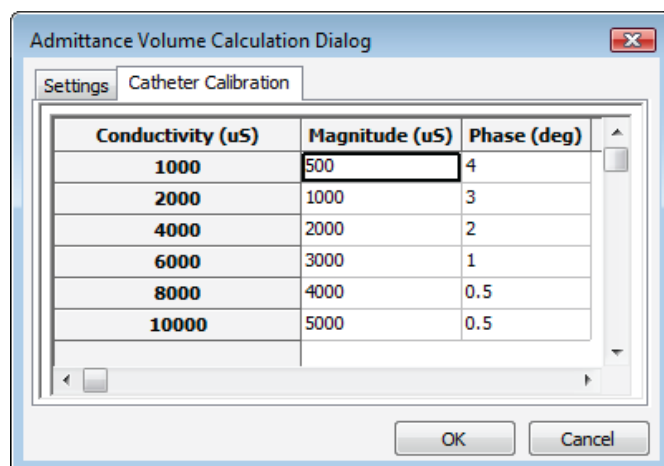 Admittance Volume Calculation Dialog
Settings Catheter Calibration
Conductivity (uS) Magnitude (uS) Phase (deg)
1000 500 4
2000 1000 3
4000 2000 2
6000 3000 1
8000 4000 0.5
10000 5000 0.5
OK Cancel